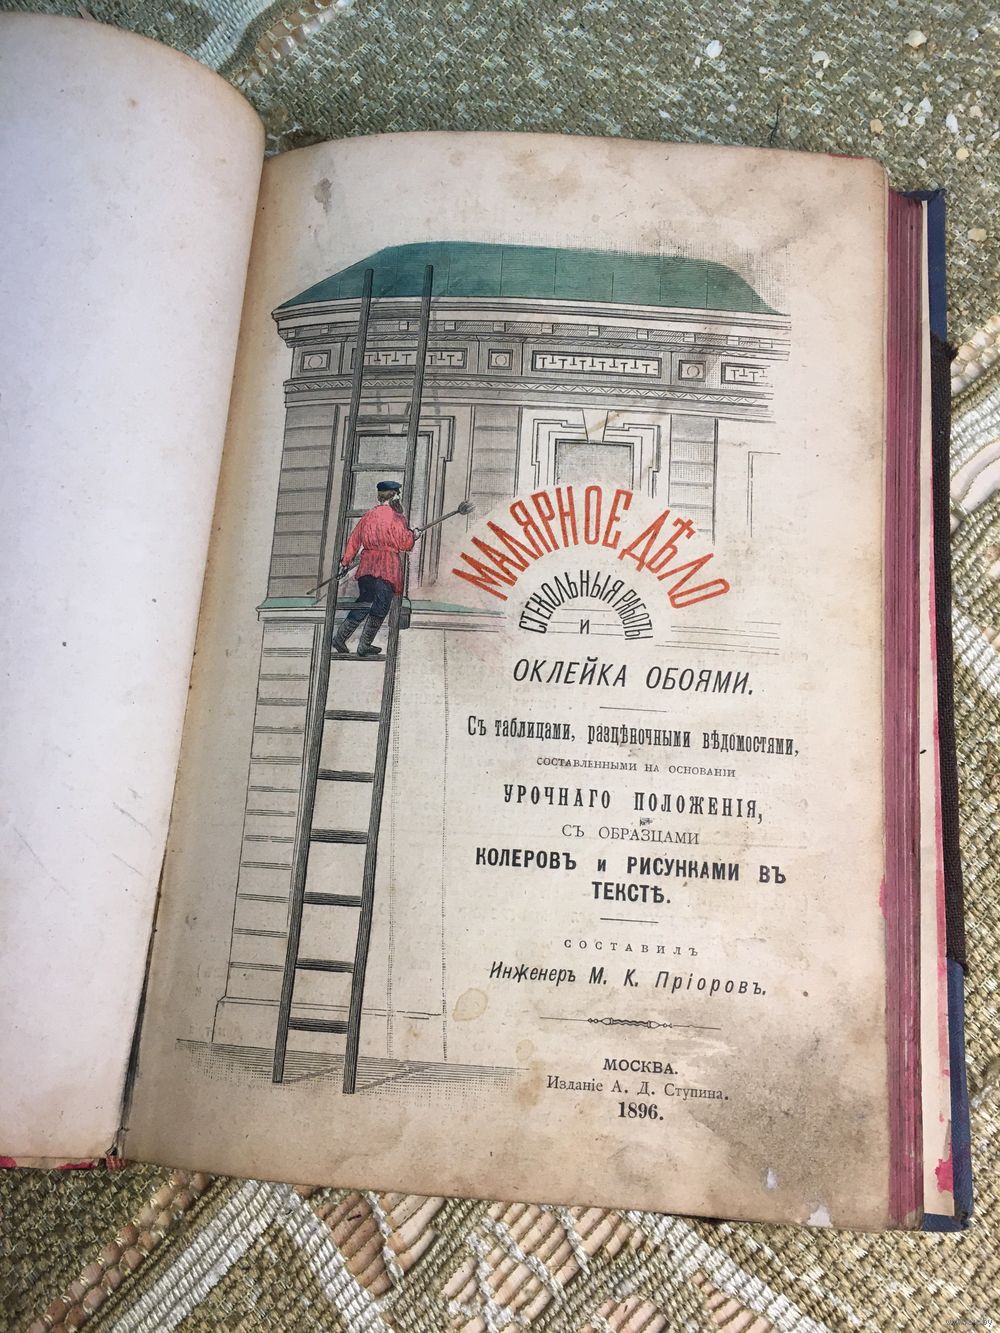 МАЛЯРНОЕ ДѢЛО
СТЕКОЛЬНЫЯ РАБОТЫ
И
ОКЛЕЙКА ОБОЯМИ.
Съ таблицами, разцѣночными вѣдомостями,
СОСТАВЛЕННЫМИ НА ОСНОВАНІИ
УРОЧНАГО ПОЛОЖЕНІЯ,
СЪ ОБРАЗЦАМИ
КОЛЕРОВЪ и РИСУНКАМИ ВЪ
ТЕКСТѢ.
СОСТАВИЛЪ
Инженеръ М. К. Пріоровъ.
МОСКВА.
Изданіе А. Д. Ступина.
1896.